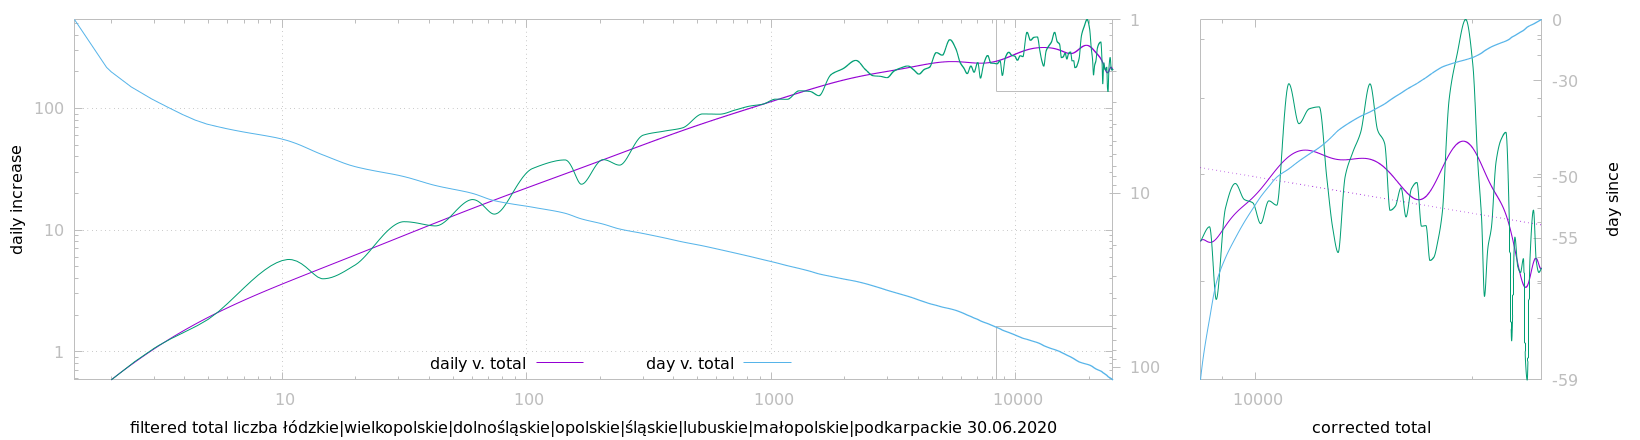 daily increase
100
10
1
10
100
1000
10000
1
10
100
daily v. total
day v. total
filtered total liczba łódzkie|wielkopolskie|dolnośląskie|opolskie|śląskie|lubuskie|małopolskie|podkarpackie 30.06.2020
0
-30
-50
-55
-59
day since
10000
corrected total